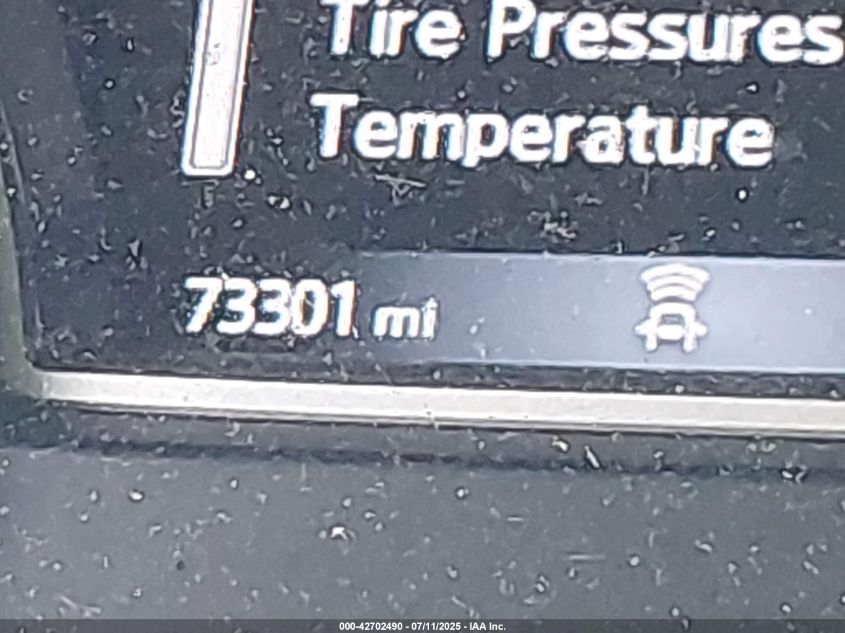 Tire Pressures
Temperature
73301 mi
000-42702490 - 07/11/2025 - IAA Inc.